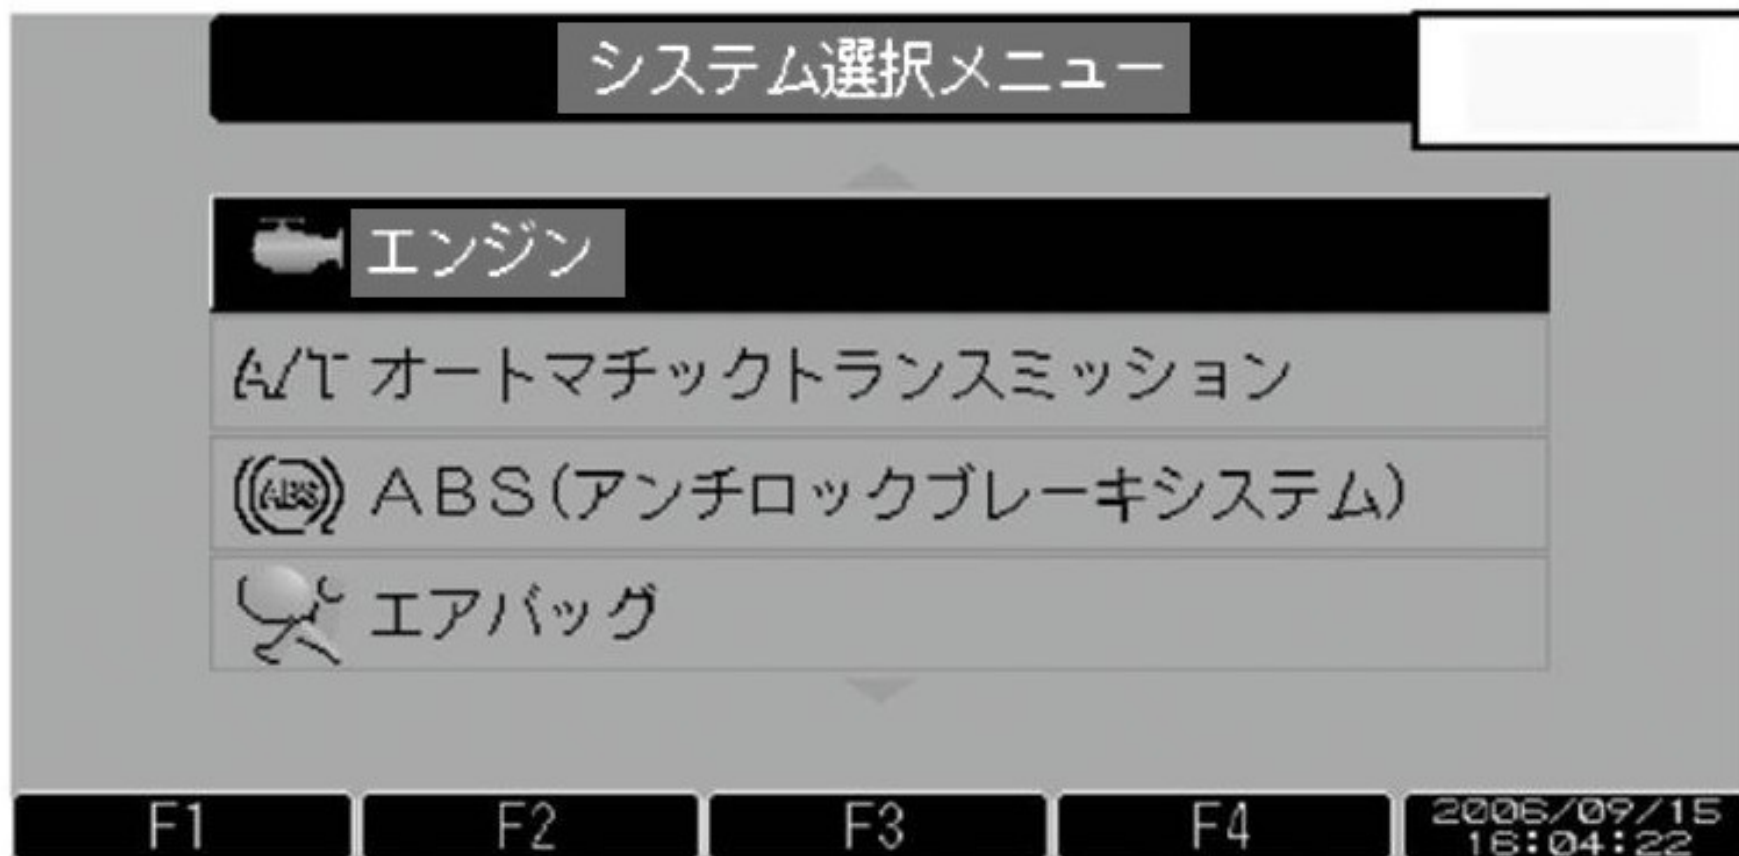 システム選択メニュー
エンジン
A/T オートマチックトランスミッション
(ABS) ABS(アンチロックブレーキシステム)
エアバッグ
F1 F2 F3 F4 2006/09/15
16:04:22